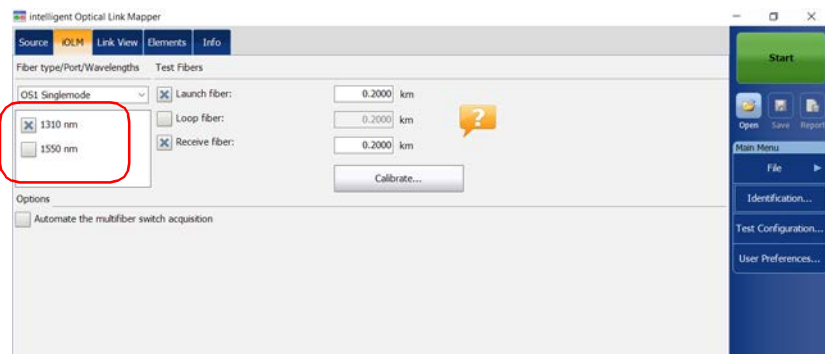 intelligent Optical Link Mapper
Source iOLM Link View Elements Info
Fiber type/Port/Wavelengths Test Fibers
OS1 Singlemode
1310 nm
1550 nm
Launch fiber: 0.2000 km
Loop fiber: 0.2000 km
Receive fiber: 0.2000 km
?
Calibrate...
Options
Automate the multifiber switch acquisition
Start
Open Save Report
Main Menu
File
Identification...
Test Configuration...
User Preferences...